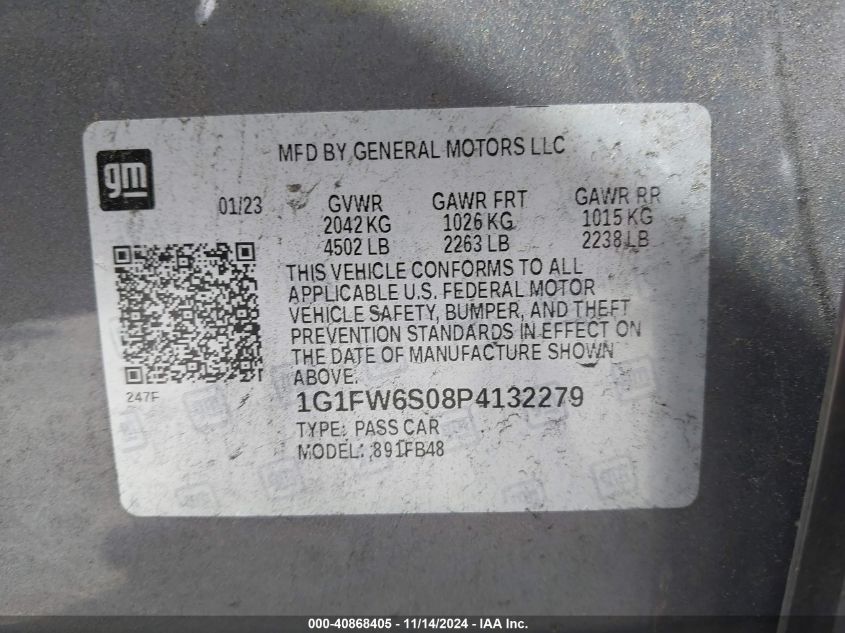 MFD BY GENERAL MOTORS LLC
gm
01/23 GVWR GAWR FRT GAWR RR
2042 KG 1026 KG 1015 KG
4502 LB 2263 LB 2238 LB
THIS VEHICLE CONFORMS TO ALL
APPLICABLE U.S. FEDERAL MOTOR
VEHICLE SAFETY, BUMPER, AND THEFT
PREVENTION STANDARDS IN EFFECT ON
THE DATE OF MANUFACTURE SHOWN
ABOVE.
247F
1G1FW6S08P4132279
TYPE: PASS CAR
MODEL: 891FB48
000-40868405 - 11/14/2024 - IAA, Inc.